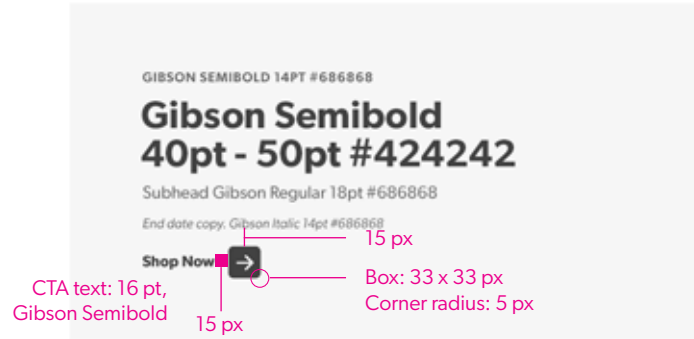 GIBSON SEMIBOLD 14PT #686868
Gibson Semibold
40pt - 50pt #424242
Subhead Gibson Regular 18pt #686868
End date copy. Gibson Italic 14pt #686868
15 px
Shop Now
Box: 33 x 33 px
Corner radius: 5 px
CTA text: 16 pt,
Gibson Semibold
15 px